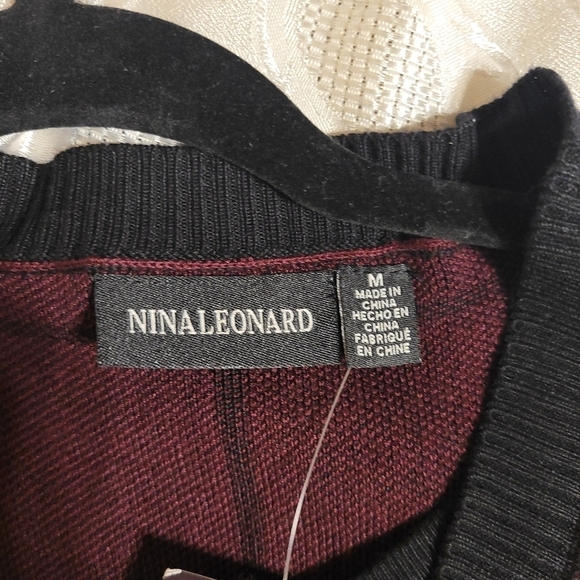 NINALEONARD
M
MADE IN
CHINA
HECHO EN
CHINA
FABRIQUÉ
EN CHINE